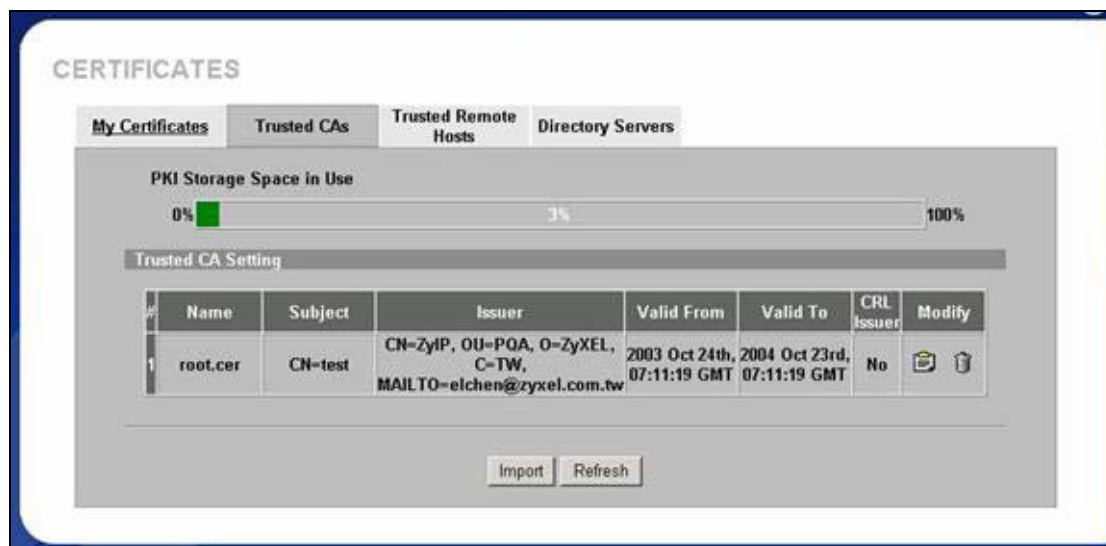 CERTIFICATES
My Certificates
Trusted CAs
Trusted Remote
Hosts
Directory Servers
PKI Storage Space in Use
0%
3%
100%
Trusted CA Setting
# Name Subject Issuer Valid From Valid To CRL Issuer Modify
1 root.cer CN=test CN=ZyIP, OU=PQA, O=ZyXEL, C=TW, MAILTO=elchen@zyxel.com.tw 2003 Oct 24th, 07:11:19 GMT 2004 Oct 23rd, 07:11:19 GMT No
Import Refresh